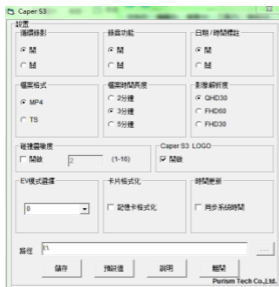 Caper S3
設置
循環錄影 錄音功能 日期/時間標註
開 開 開
關 關 關
檔案格式 檔案時間長度 影像解析度
MP4 2分鐘 QHD30
TS 3分鐘 FHD60
5分鐘 FHD30
碰撞靈敏度 Caper S3 LOGO
開啟 2 (1-16) 開啟
EV模式選擇 卡片格式化 時間更新
0 記憶卡格式化 同步系統時間
路徑 E:\ ...
儲存 預設值 說明 離開
Purism Tech Co.,Ltd.